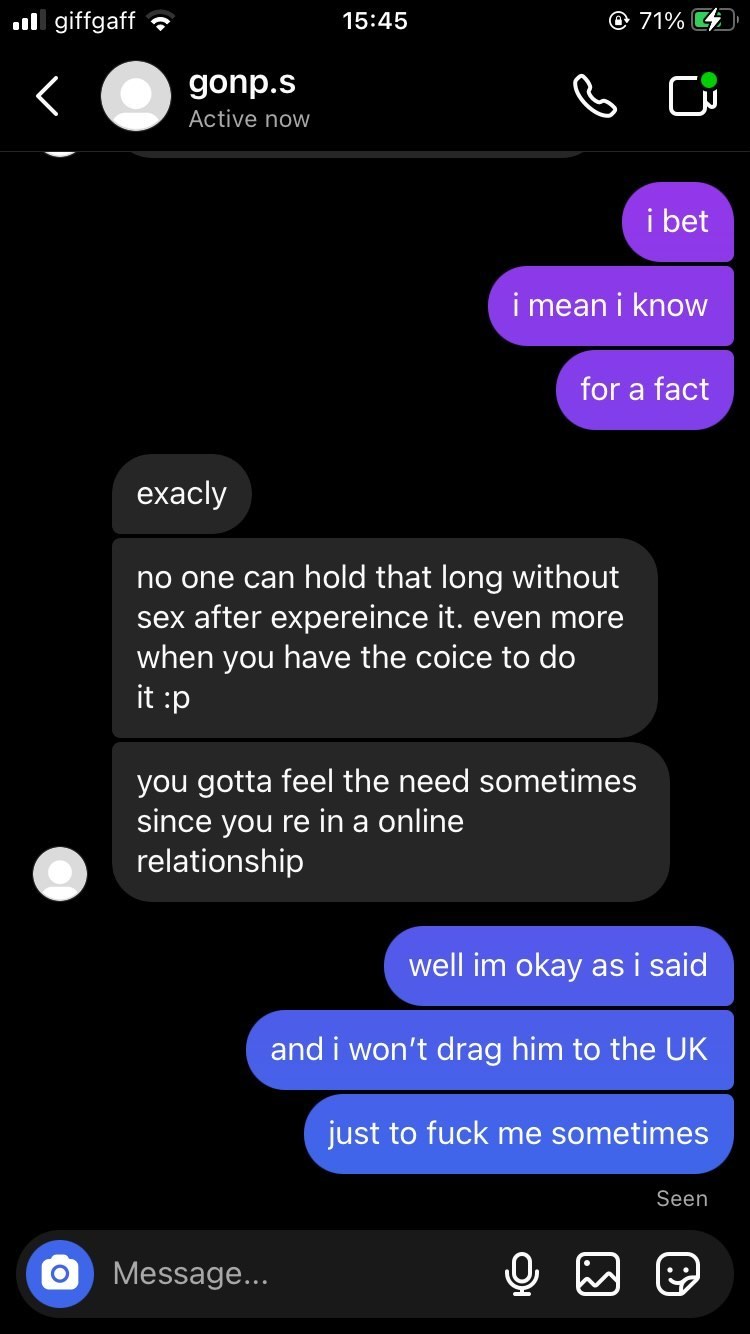 giffgaff 15:45 71%
gonp.s
Active now
i bet
i mean i know
for a fact
exacly
no one can hold that long without
sex after expereince it. even more
when you have the coice to do
it :p
you gotta feel the need sometimes
since you re in a online
relationship
well im okay as i said
and i won’t drag him to the UK
just to fuck me sometimes
Seen
Message...